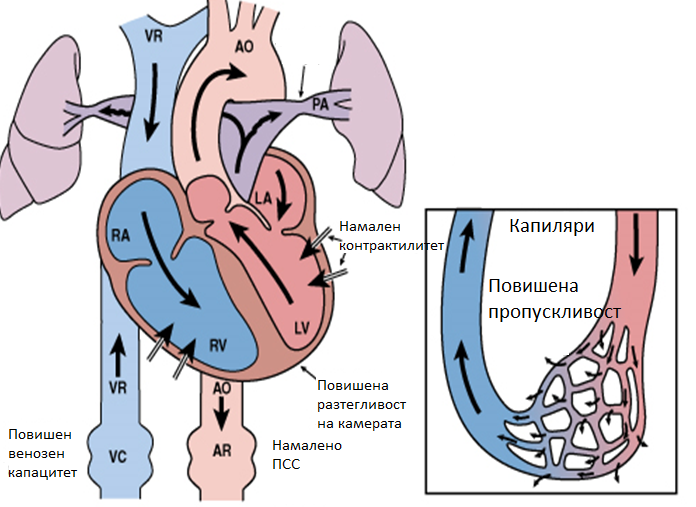 VR
AO
PA
LA
RA
Намален
контрактилитет
Капиляри
Повишена
пропускливост
LV
RV
VR
AO
Повишена
разтегливост
на камерата
Повишен
венозен
капацитет
VC
AR
Намалено
ПСС